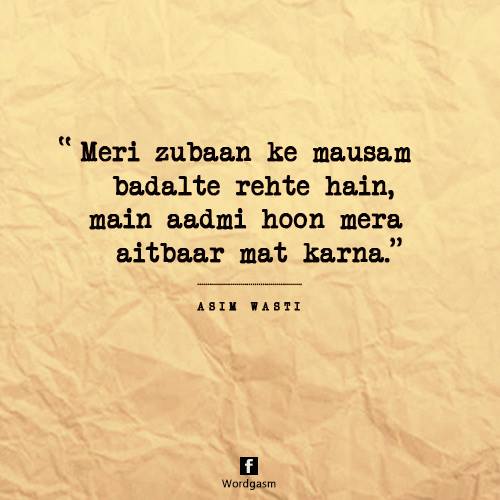 “Meri zubaan ke mausam
badalte rehte hain,
main aadmi hoon mera
aitbaar mat karna.”
ASIM WASTI
f
Wordgasm